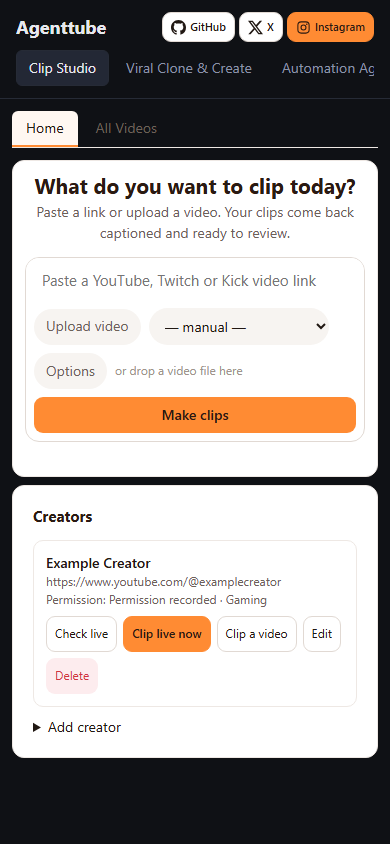 Agenttube
GitHub
X
Instagram
Clip Studio
Viral Clone & Create
Automation Ag
Home
All Videos
What do you want to clip today?
Paste a link or upload a video. Your clips come back
captioned and ready to review.
Paste a YouTube, Twitch or Kick video link
Upload video
— manual —
Options
or drop a video file here
Make clips
Creators
Example Creator
https://www.youtube.com/@examplecreator
Permission: Permission recorded · Gaming
Check live
Clip live now
Clip a video
Edit
Delete
Add creator